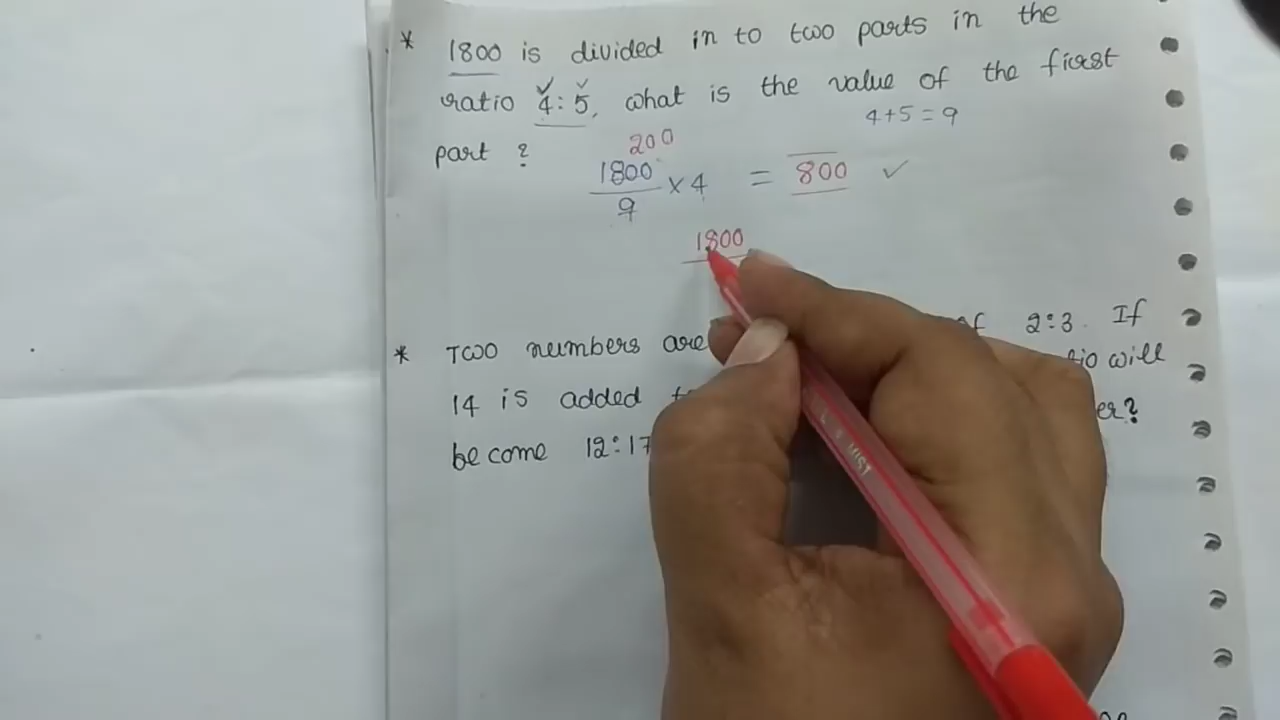 * 1800 is divided in to two parts in the
ratio 4:5, what is the value of the first
4+5=9
part ?
200
1800/9 × 4 = 800 ✓
1800
* Two numbers are of 2:3. If
14 is added will
become 12:17 er?